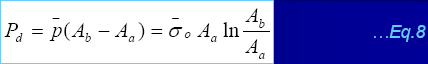 P_d = p̄(A_b − A_a) = σ̄_o A_a ln A_b/A_a ...Eq.8